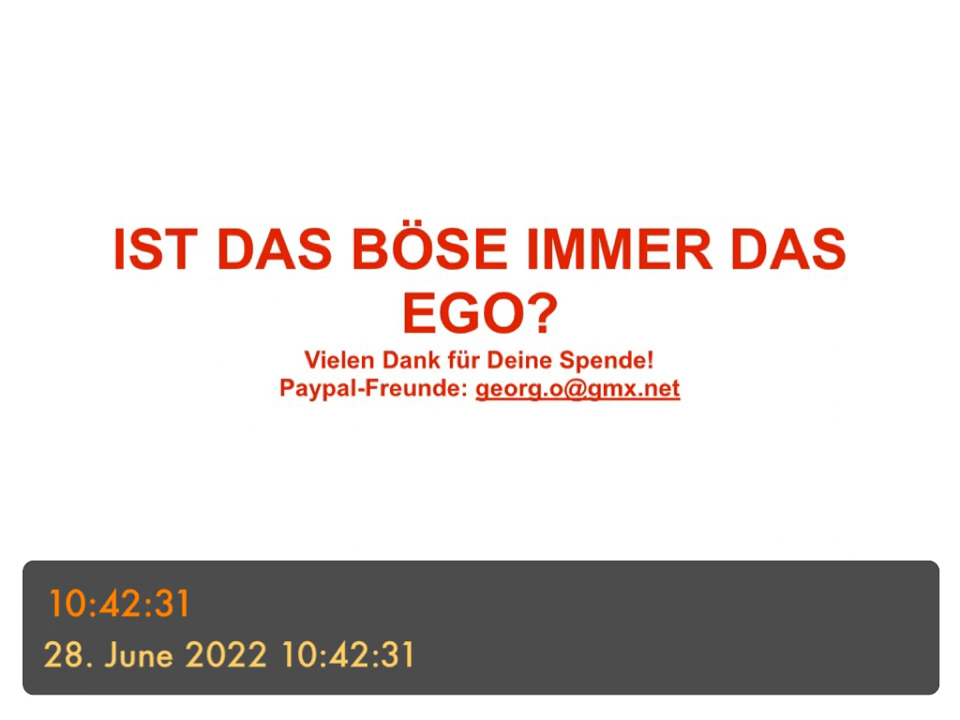 IST DAS BÖSE IMMER DAS
EGO?
Vielen Dank für Deine Spende!
Paypal-Freunde: georg.o@gmx.net
10:42:31
28. June 2022 10:42:31